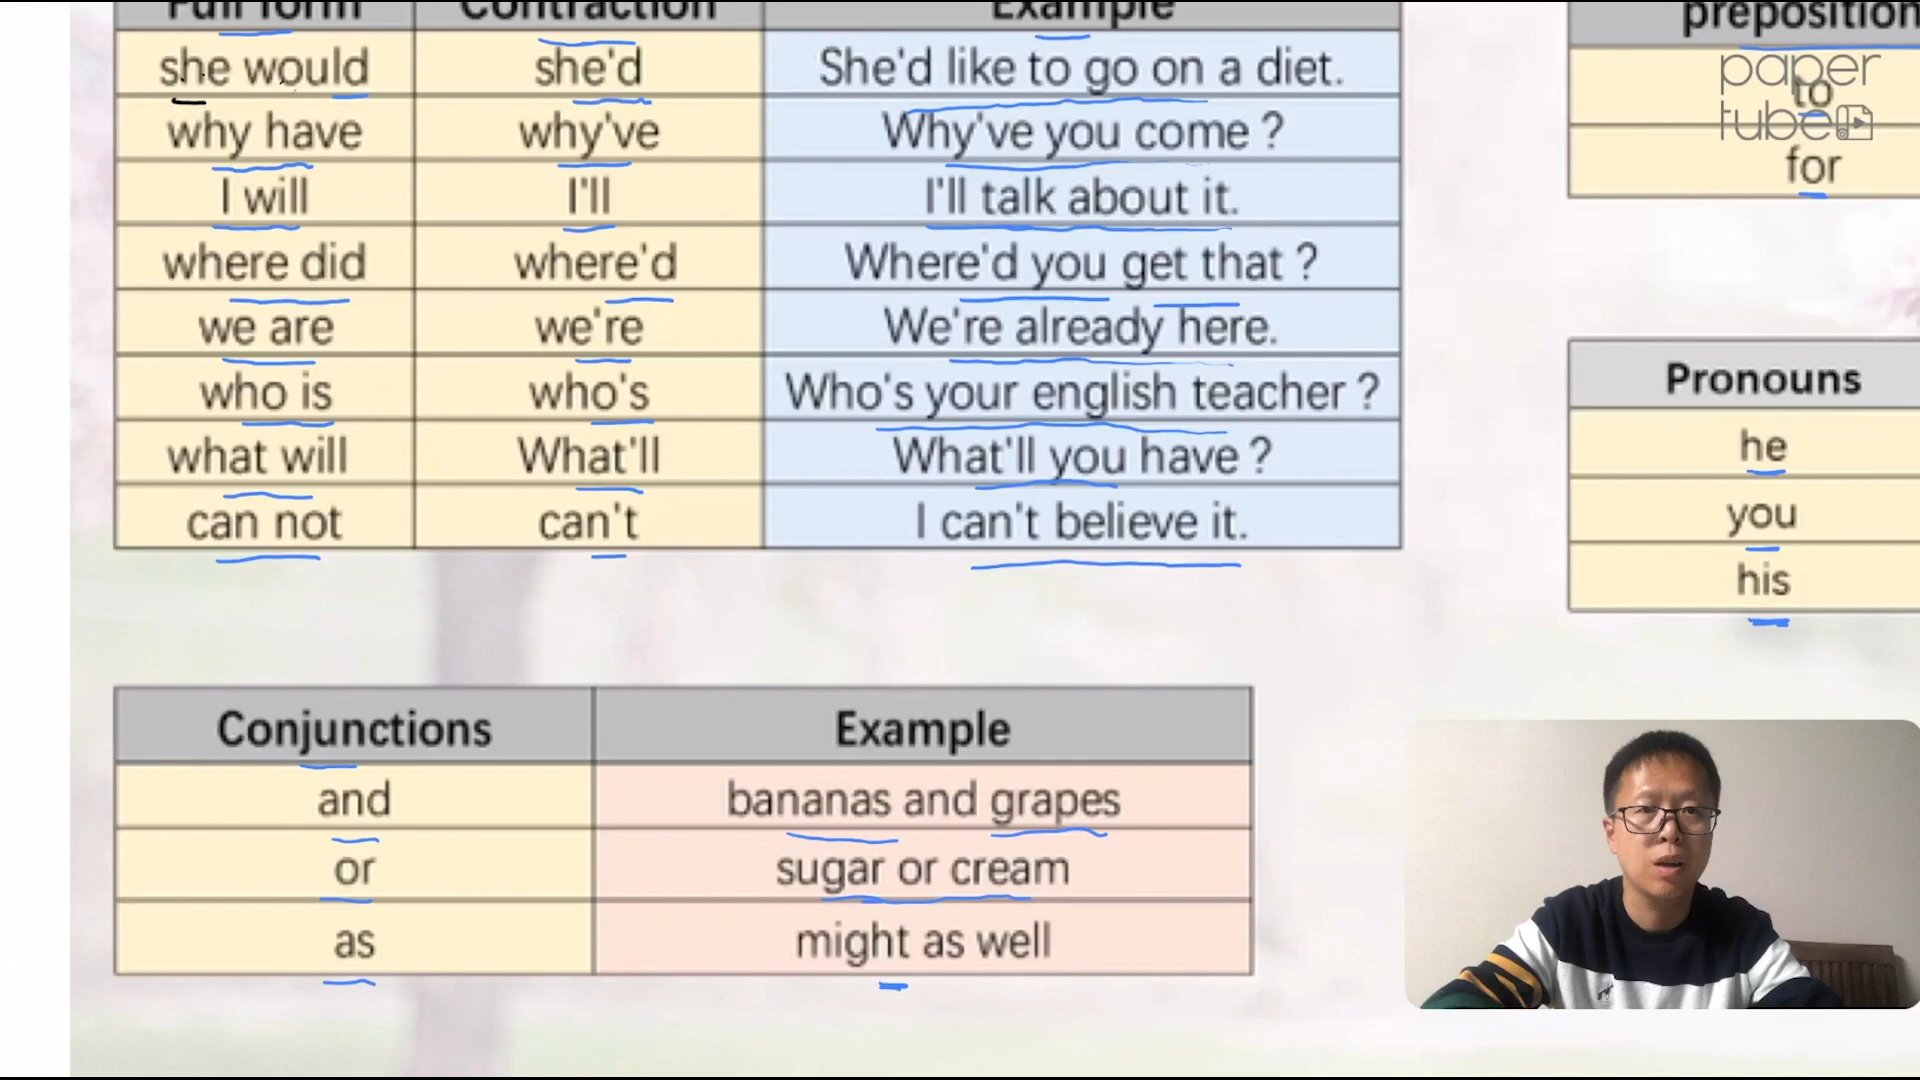 Full form Contraction Example
she would she'd She'd like to go on a diet.
why have why've Why've you come ?
I will I'll I'll talk about it.
where did where'd Where'd you get that ?
we are we're We're already here.
who is who's Who's your english teacher ?
what will What'll What'll you have ?
can not can't I can't believe it.
preposition
to
for
paper
tube
Pronouns
he
you
his
Conjunctions Example
and bananas and grapes
or sugar or cream
as might as well